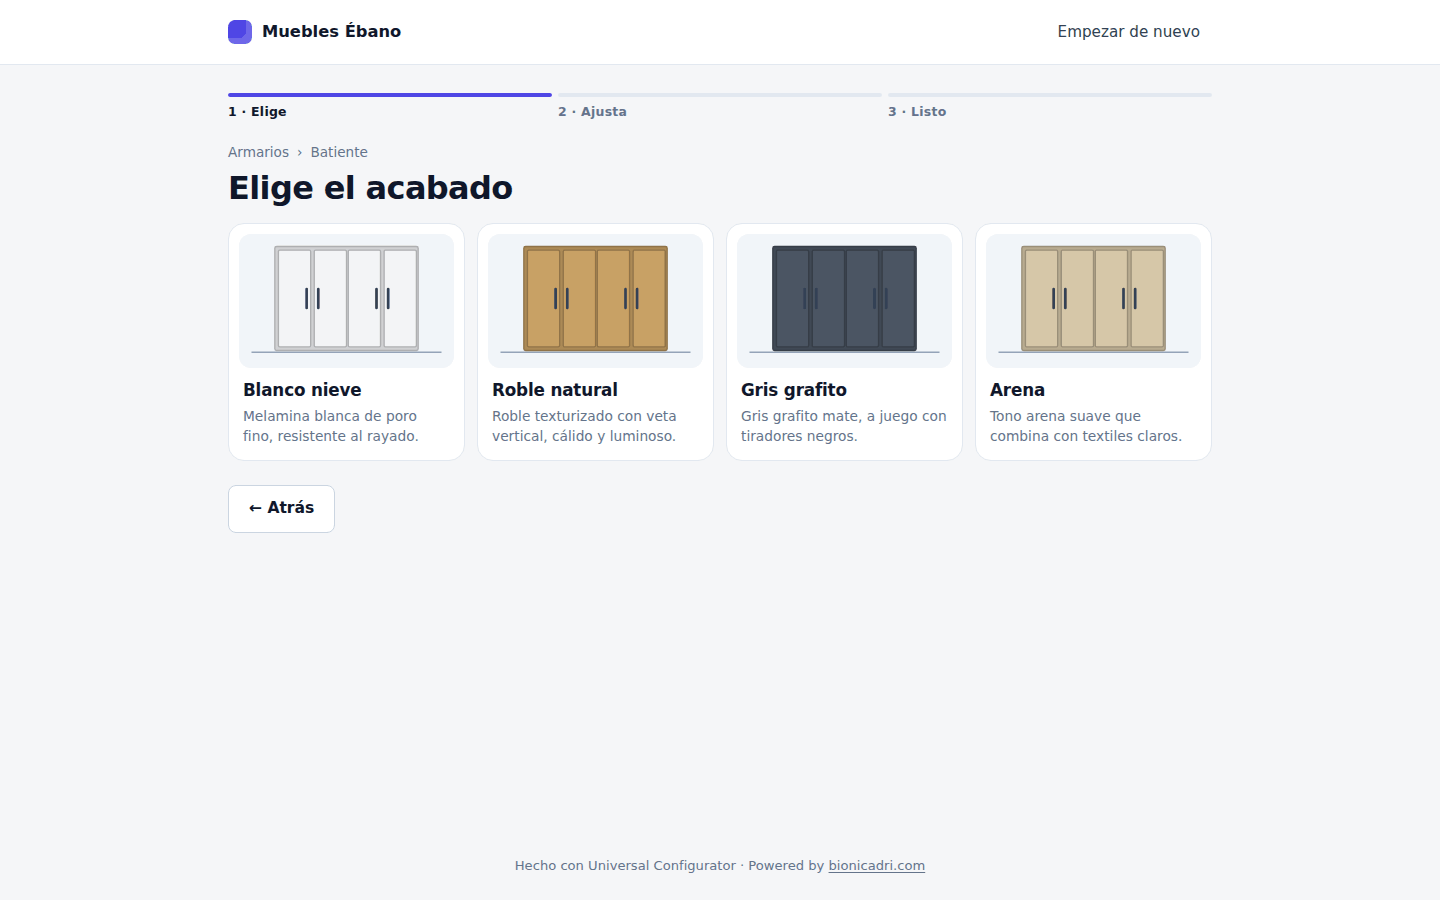 Muebles Ébano
Empezar de nuevo
1 · Elige
2 · Ajusta
3 · Listo
Armarios › Batiente
Elige el acabado
Blanco nieve
Melamina blanca de poro
fino, resistente al rayado.
Roble natural
Roble texturizado con veta
vertical, cálido y luminoso.
Gris grafito
Gris grafito mate, a juego con
tiradores negros.
Arena
Tono arena suave que
combina con textiles claros.
← Atrás
Hecho con Universal Configurator · Powered by bionicadri.com